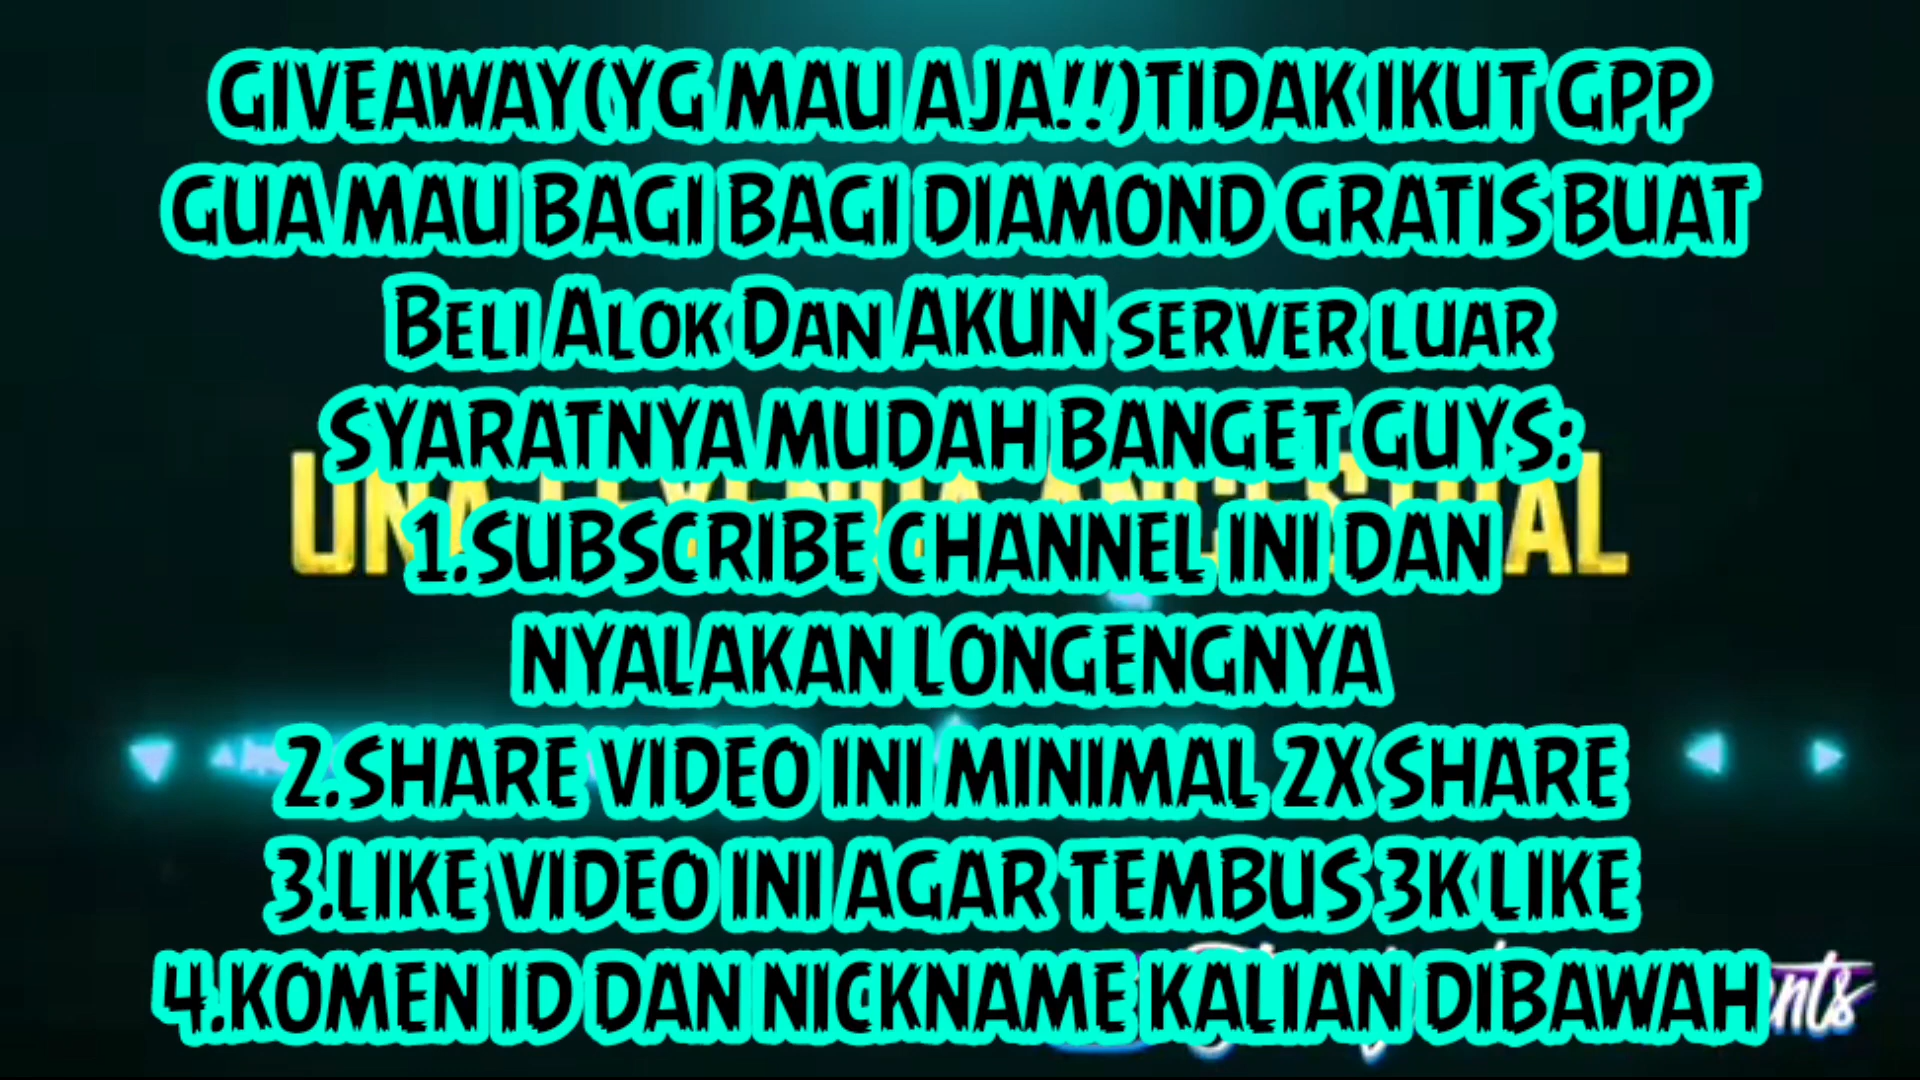 GIVEAWAY(YG MAU AJA!!)TIDAK IKUT GPP
GUA MAU BAGI BAGI DIAMOND GRATIS BUAT
BELI ALOK DAN AKUN SERVER LUAR
SYARATNYA MUDAH BANGET GUYS:
1.SUBSCRIBE CHANNEL INI DAN
NYALAKAN LONGENGNYA
2.SHARE VIDEO INI MINIMAL 2X SHARE
3.LIKE VIDEO INI AGAR TEMBUS 3K LIKE
4.KOMEN ID DAN NICKNAME KALIAN DIBAWAH